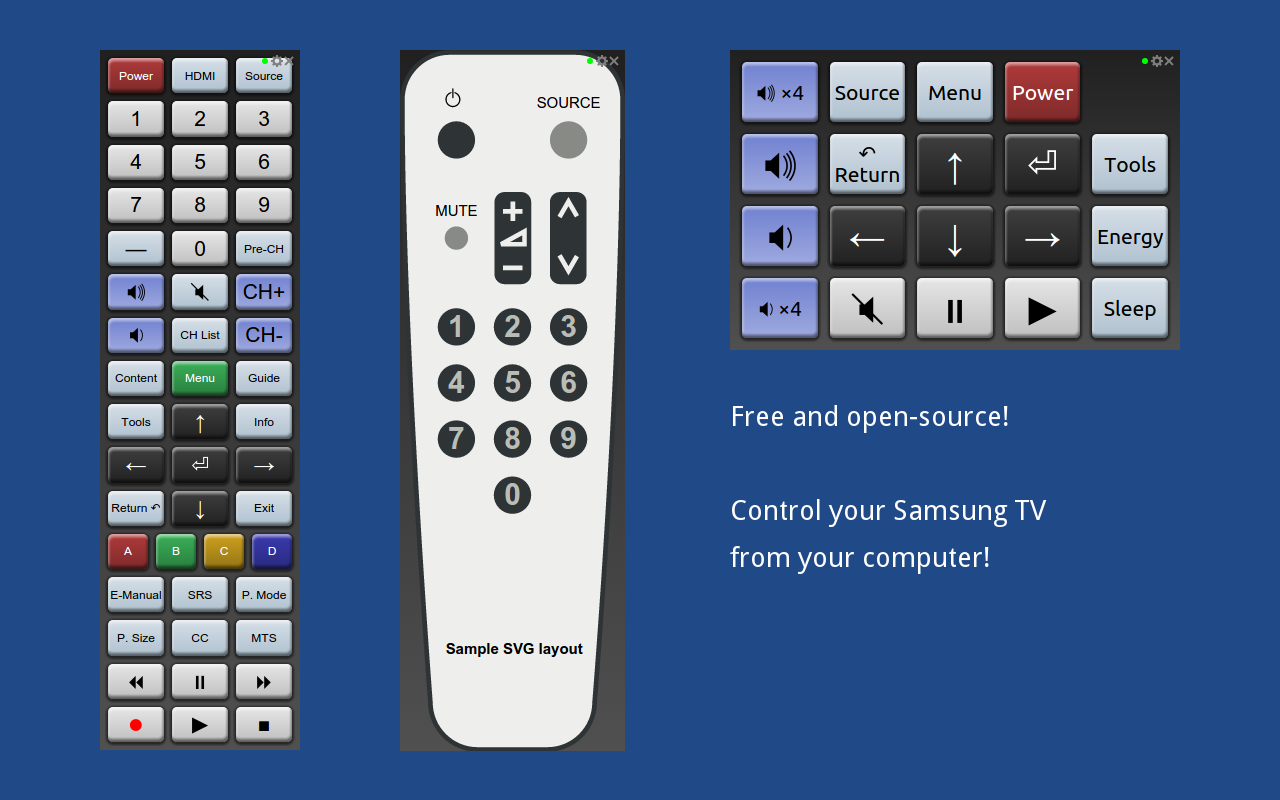 Power HDMI Source
1 2 3
4 5 6
7 8 9
— 0 Pre-CH
CH+
CH List CH-
Content Menu Guide
Tools ↑ Info
← ⏎ →
Return ↶ ↓ Exit
A B C D
E-Manual SRS P. Mode
P. Size CC MTS
SOURCE
MUTE
+
−
1 2 3
4 5 6
7 8 9
0
Sample SVG layout
×4 Source Menu Power
↶
Return ↑ ⏎ Tools
← ↓ → Energy
×4 Sleep
Free and open-source!
Control your Samsung TV
from your computer!